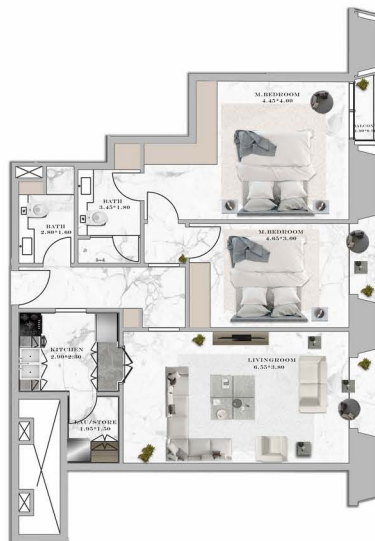 M.BEDROOM
4.45*4.00
BATH
3.45*1.80
BATH
2.80*1.60
M.BEDROOM
4.65*3.00
KITCHEN
LIVINGROOM
6.55*3.80
LAU/STORE
1.95*1.50